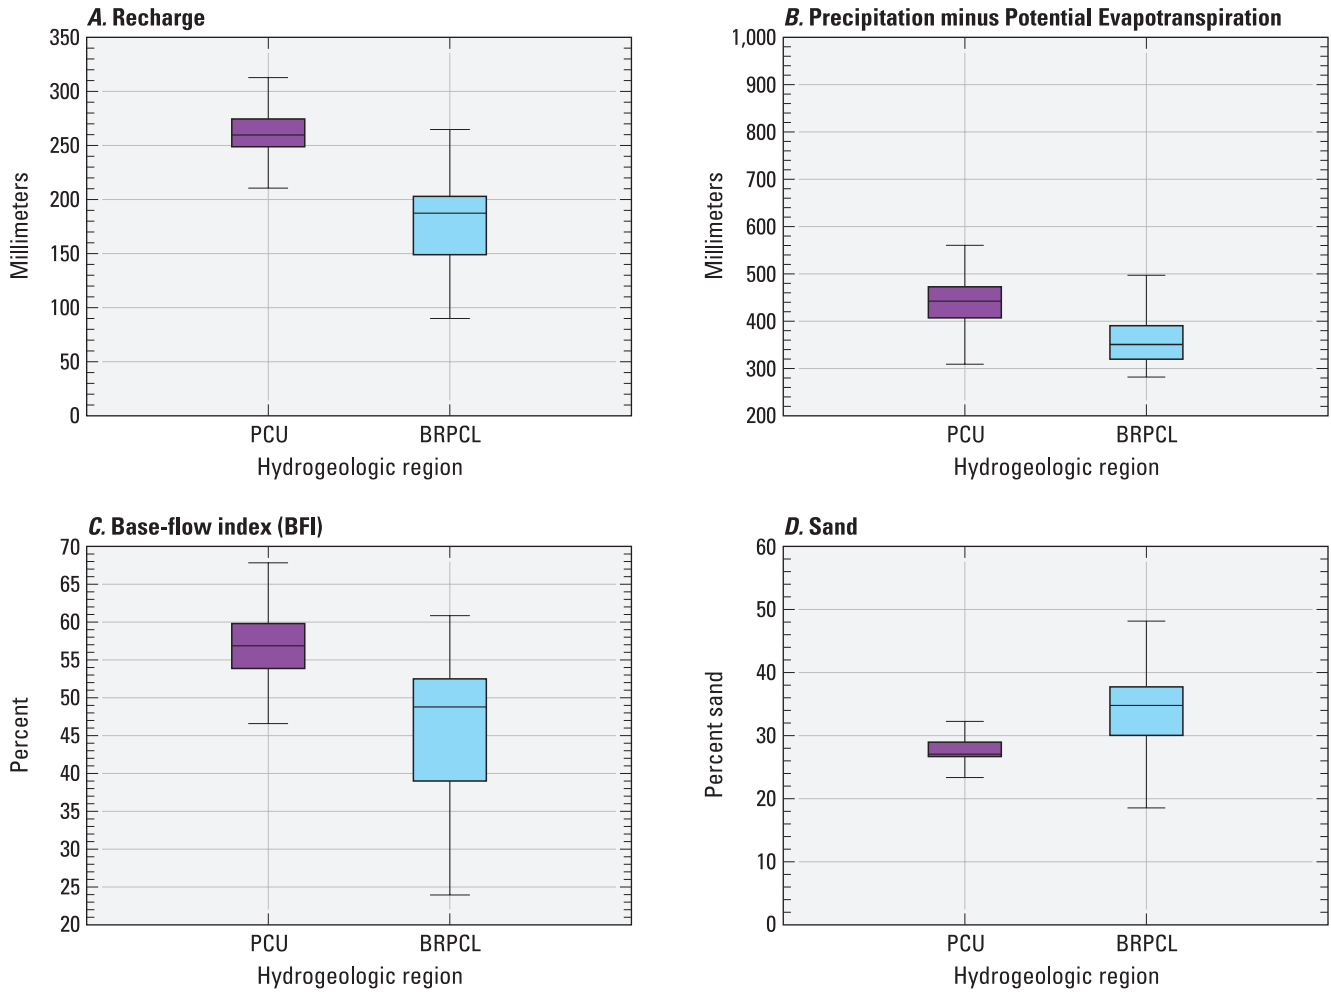 A. Recharge
350
300
250
200
150
100
50
0
Millimeters
PCU BRPCL
Hydrogeologic region
B. Precipitation minus Potential Evapotranspiration
1,000
900
800
700
600
500
400
300
200
Millimeters
PCU BRPCL
Hydrogeologic region
C. Base-flow index (BFI)
70
65
60
55
50
45
40
35
30
25
20
Percent
PCU BRPCL
Hydrogeologic region
D. Sand
60
50
40
30
20
10
0
Percent sand
PCU BRPCL
Hydrogeologic region